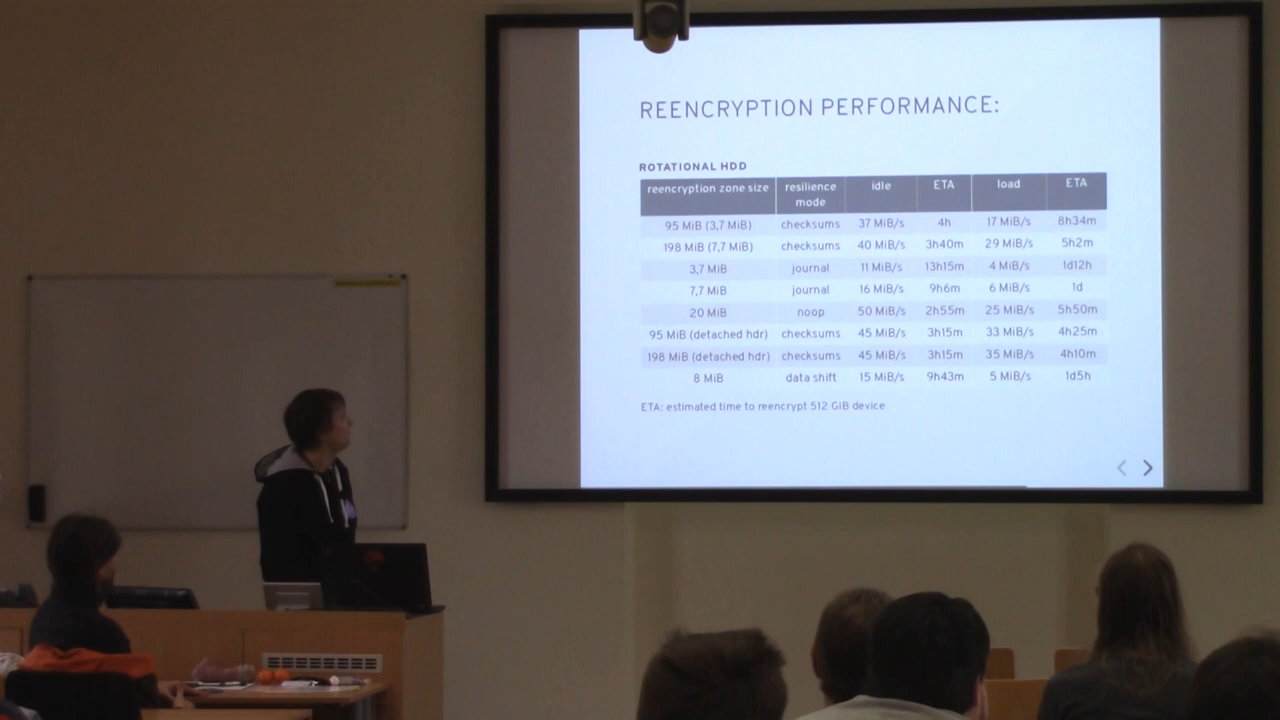 REENCRYPTION PERFORMANCE:
ROTATIONAL HDD
reencryption zone size resilience mode idle ETA load ETA
95 MiB (3,7 MiB) checksums 37 MiB/s 4h 17 MiB/s 8h34m
198 MiB (7,7 MiB) checksums 40 MiB/s 3h40m 29 MiB/s 5h2m
3,7 MiB journal 11 MiB/s 13h15m 4 MiB/s 1d12h
7,7 MiB journal 16 MiB/s 9h6m 6 MiB/s 1d
20 MiB noop 50 MiB/s 2h55m 25 MiB/s 5h50m
95 MiB (detached hdr) checksums 45 MiB/s 3h15m 33 MiB/s 4h25m
198 MiB (detached hdr) checksums 45 MiB/s 3h15m 35 MiB/s 4h10m
8 MiB data shift 15 MiB/s 9h43m 5 MiB/s 1d5h
ETA: estimated time to reencrypt 512 GiB device